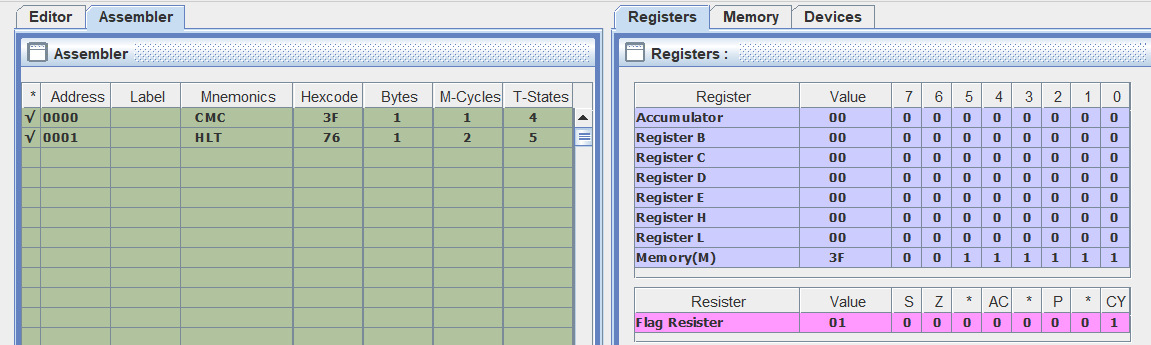 Editor Assembler
Assembler
* Address Label Mnemonics Hexcode Bytes M-Cycles T-States
√ 0000 CMC 3F 1 1 4
√ 0001 HLT 76 1 2 5
Registers Memory Devices
Registers :
Register Value 7 6 5 4 3 2 1 0
Accumulator 00 0 0 0 0 0 0 0 0
Register B 00 0 0 0 0 0 0 0 0
Register C 00 0 0 0 0 0 0 0 0
Register D 00 0 0 0 0 0 0 0 0
Register E 00 0 0 0 0 0 0 0 0
Register H 00 0 0 0 0 0 0 0 0
Register L 00 0 0 0 0 0 0 0 0
Memory(M) 3F 0 0 1 1 1 1 1 1
Resister Value S Z * AC * P * CY
Flag Resister 01 0 0 0 0 0 0 0 1